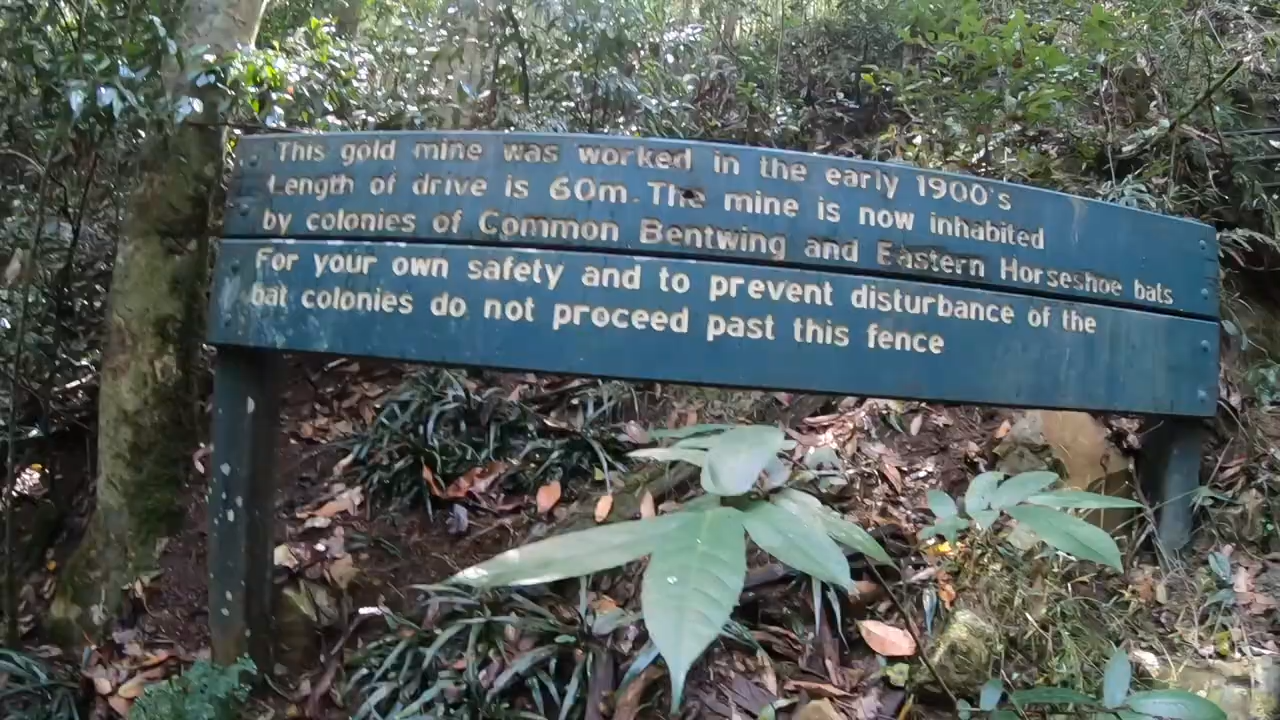 This gold mine was worked in the early 1900's
Length of drive is 60m. The mine is now inhabited
by colonies of Common Bentwing and Eastern Horseshoe bats
For your own safety and to prevent disturbance of the
bat colonies do not proceed past this fence